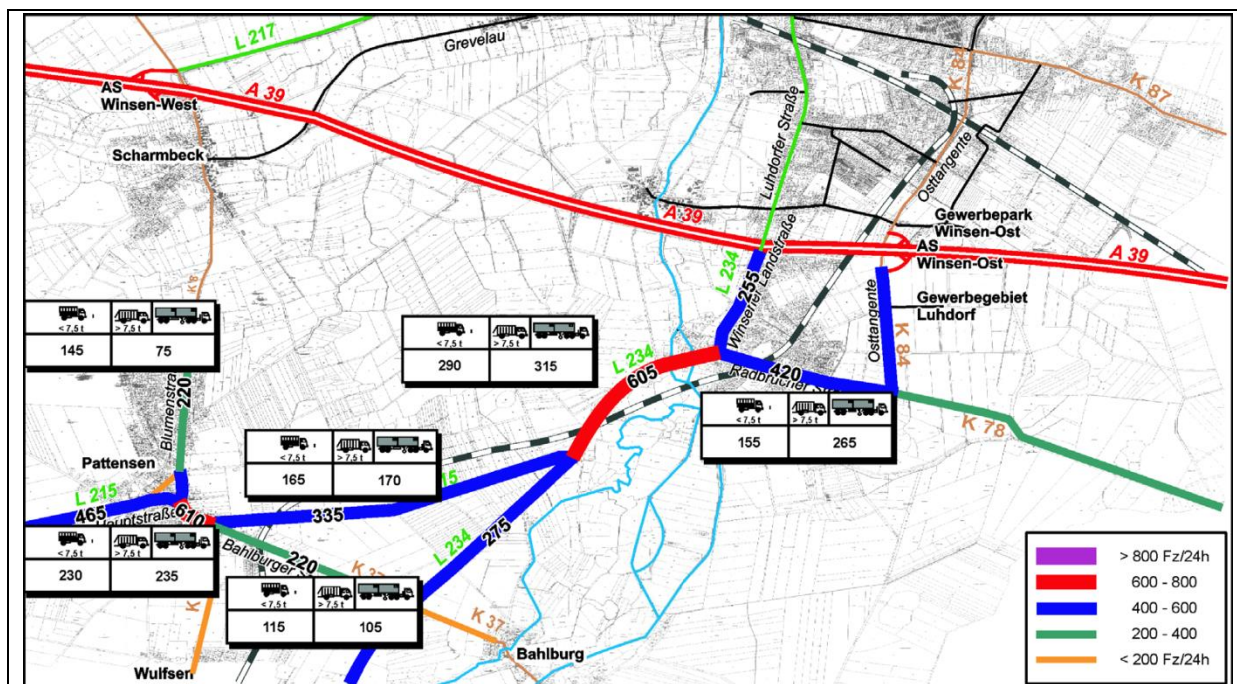 L 217
Grevelau
AS
Winsen-West
A 39
Scharmbeck
K 84
K 87
Luhdorfer Straße
Osttangente
A 39
Gewerbepark
Winsen-Ost
AS
Winsen-Ost
A 39
L 234
Winsener Landstraße
255
Gewerbegebiet
Luhdorf
Osttangente
K 84
< 7,5 t > 7,5 t
145 75
220
< 7,5 t > 7,5 t
290 315
L 234
605
420
< 7,5 t > 7,5 t
155 265
K 78
Pattensen
L 215
465
610
< 7,5 t > 7,5 t
165 170
15
335
275
L 234
< 7,5 t > 7,5 t
230 235
Bahlburger
220
< 7,5 t > 7,5 t
115 105
K 37
Bahlburg
Wulfsen
> 800 Fz/24h
600 - 800
400 - 600
200 - 400
< 200 Fz/24h